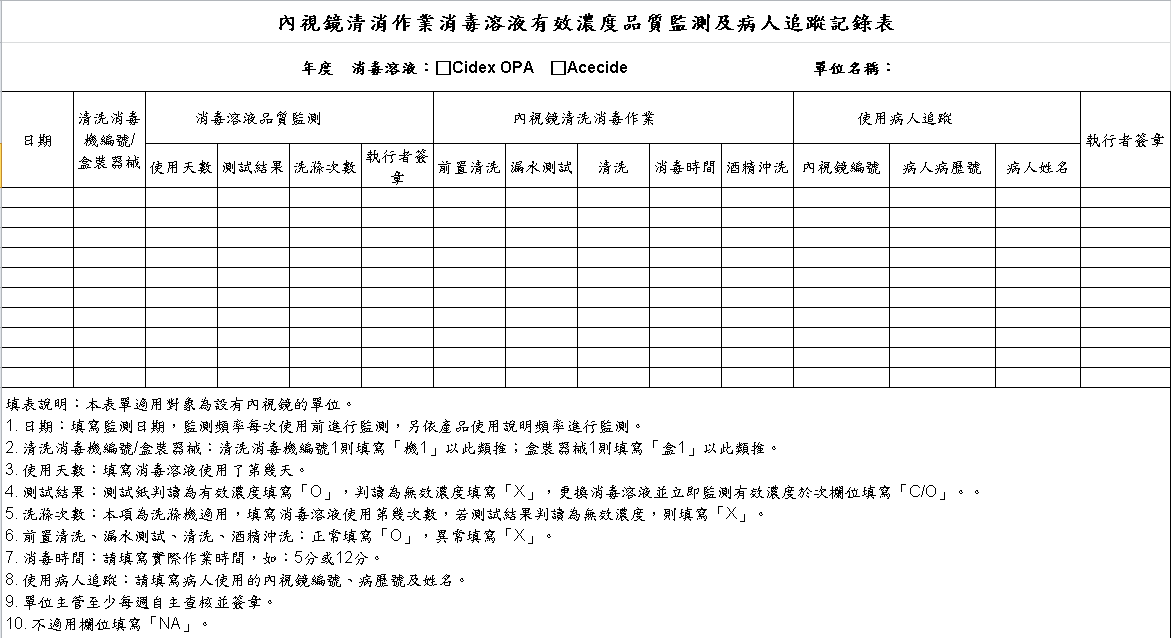 內視鏡清消作業消毒溶液有效濃度品質監測及病人追蹤記錄表
年度 消毒溶液：□Cidex OPA □Acecide 單位名稱：
日期 清洗消毒機編號/盒裝器械 消毒溶液品質監測 內視鏡清洗消毒作業 使用病人追蹤 執行者簽章
使用天數 測試結果 洗滌次數 執行者簽章 前置清洗 漏水測試 清洗 消毒時間 酒精沖洗 內視鏡編號 病人病歷號 病人姓名
填表說明：本表單適用對象為設有內視鏡的單位。
1. 日期：填寫監測日期，監測頻率每次使用前進行監測，另依產品使用說明頻率進行監測。
2. 清洗消毒機編號/盒裝器械：清洗消毒機編號1則填寫「機1」以此類推；盒裝器械1則填寫「盒1」以此類推。
3. 使用天數：填寫消毒溶液使用了第幾天。
4. 測試結果：測試紙判讀為有效濃度填寫「O」，判讀為無效濃度填寫「X」，更換消毒溶液並立即監測有效濃度於次欄位填寫「C/O」。。
5. 洗滌次數：本項為洗滌機適用，填寫消毒溶液使用第幾次數，若測試結果判讀為無效濃度，則填寫「X」。
6. 前置清洗、漏水測試、清洗、酒精沖洗：正常填寫「O」，異常填寫「X」。
7. 消毒時間：請填寫實際作業時間，如：5分或12分。
8. 使用病人追蹤：請填寫病人使用的內視鏡編號、病歷號及姓名。
9. 單位主管至少每週自主查核並簽章。
10. 不適用欄位填寫「NA」。